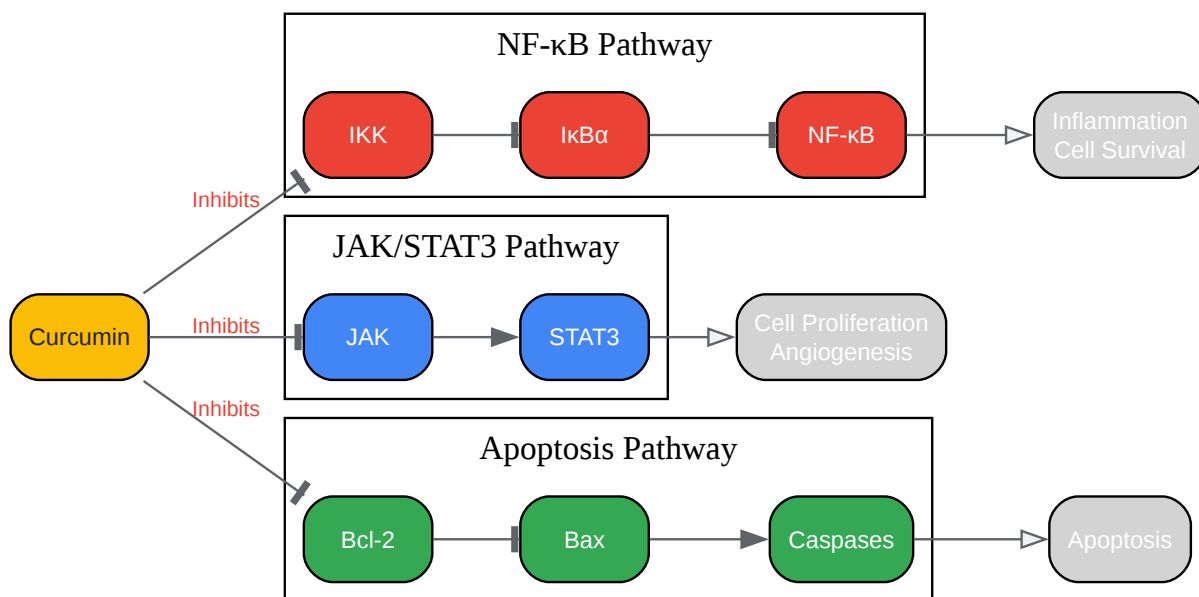 NF-κB Pathway
IKK
IκBα
NF-κB
Inflammation
Cell Survival
Inhibits
JAK/STAT3 Pathway
Curcumin
Inhibits
JAK
STAT3
Cell Proliferation
Angiogenesis
Inhibits
Apoptosis Pathway
Bcl-2
Bax
Caspases
Apoptosis